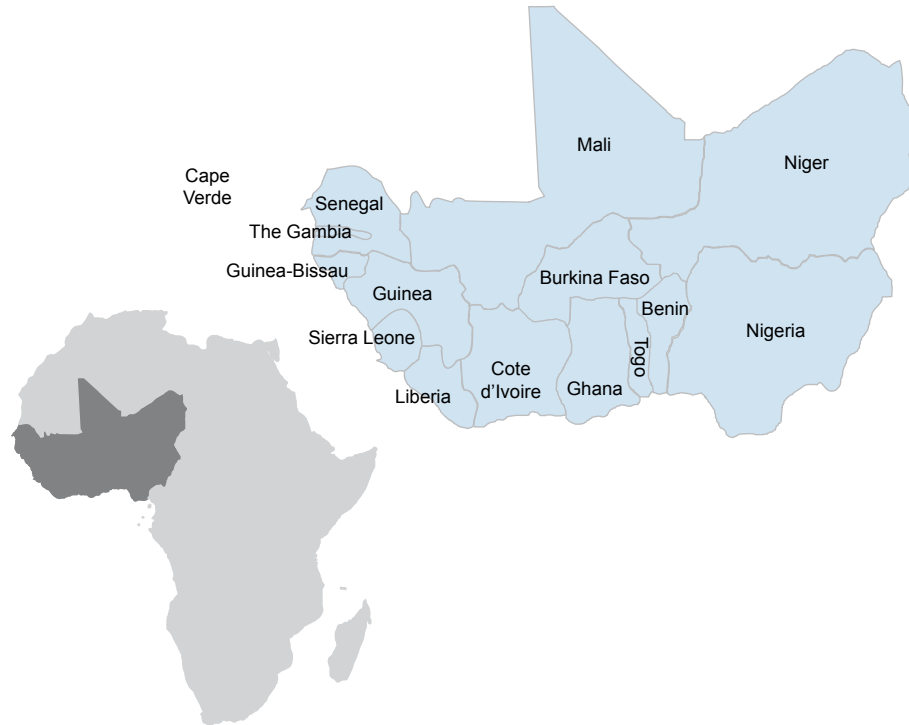 Mali
Niger
Cape
Verde
Senegal
The Gambia
Guinea-Bissau
Burkina Faso
Guinea
Benin
Nigeria
Sierra Leone
Togo
Cote
d’Ivoire
Ghana
Liberia